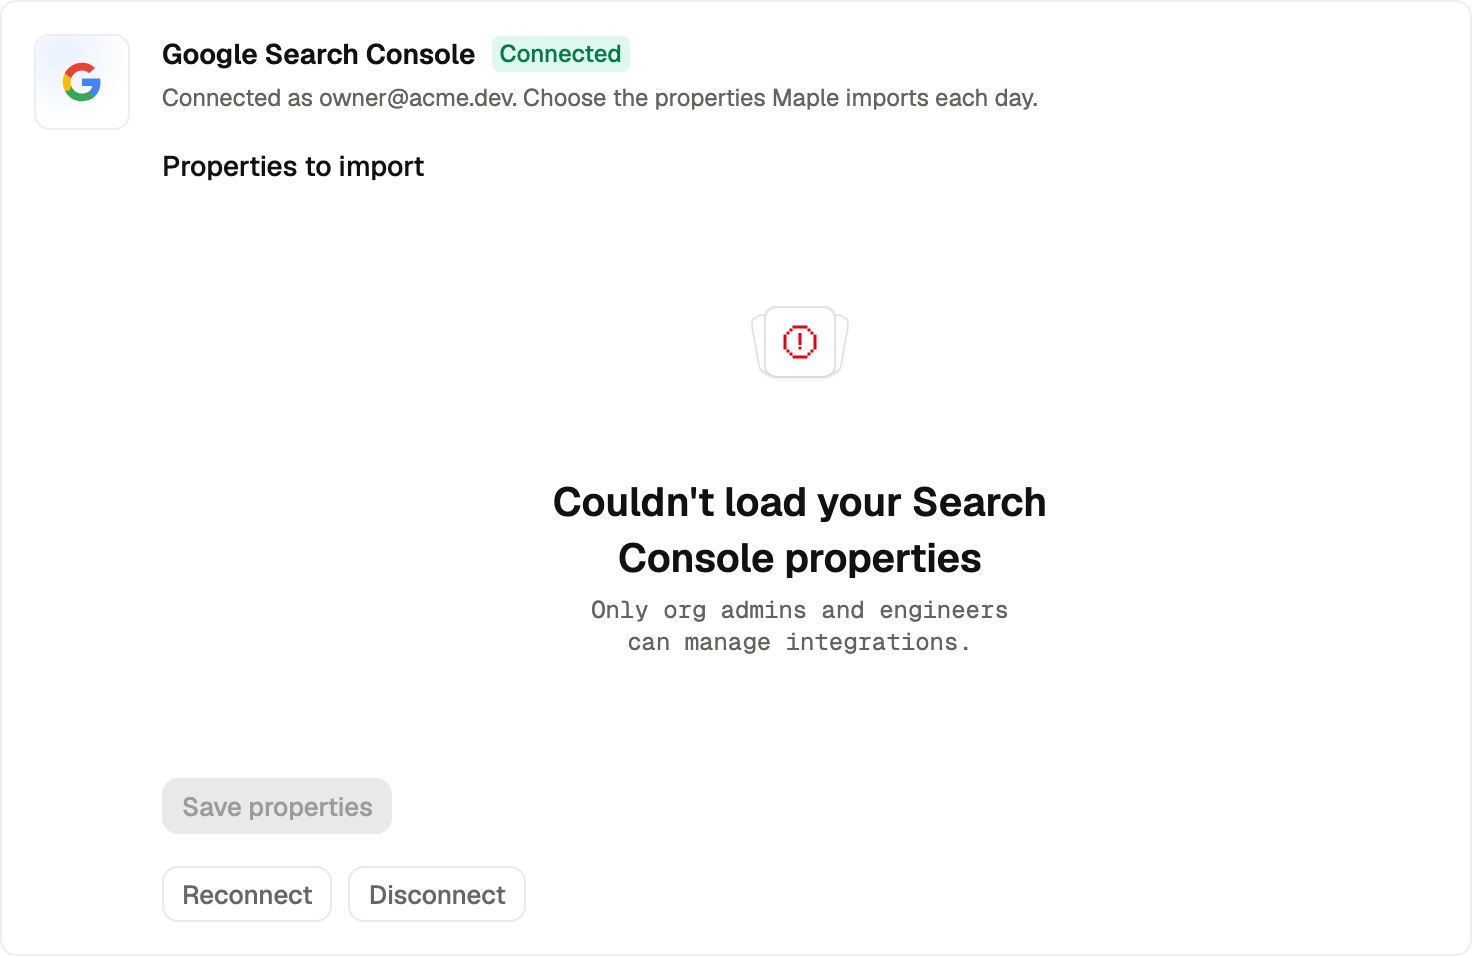 Google Search Console Connected
Connected as owner@acme.dev. Choose the properties Maple imports each day.
Properties to import
Couldn't load your Search
Console properties
Only org admins and engineers
can manage integrations.
Save properties
Reconnect Disconnect